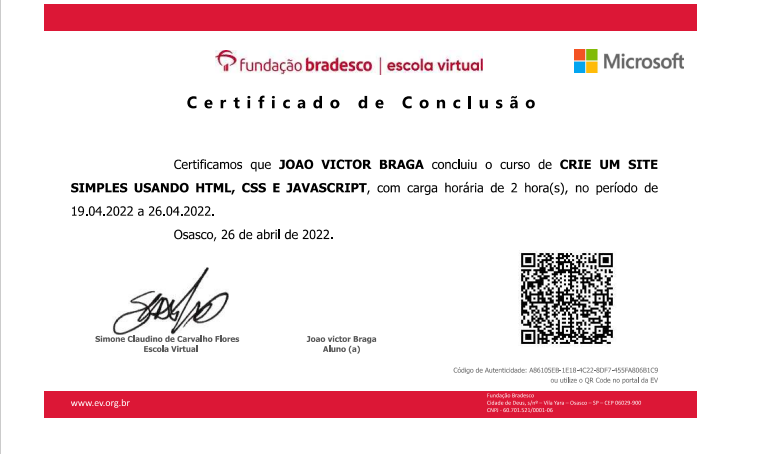 fundação bradesco | escola virtual
Microsoft
Certificado de Conclusão
Certificamos que JOAO VICTOR BRAGA concluiu o curso de CRIE UM SITE
SIMPLES USANDO HTML, CSS E JAVASCRIPT, com carga horária de 2 hora(s), no período de
19.04.2022 a 26.04.2022.
Osasco, 26 de abril de 2022.
Simone Claudino de Carvalho Flores
Escola Virtual
Joao victor Braga
Aluno (a)
Código de Autenticidade: A86105EB-1E18-4C22-8DF7-455FA80681C9
ou utilize o QR Code no portal da EV
www.ev.org.br
Fundação Bradesco
Cidade de Deus, s/nº – Vila Yara – Osasco – SP – CEP 06029-900
CNPJ - 60.701.521/0001-06